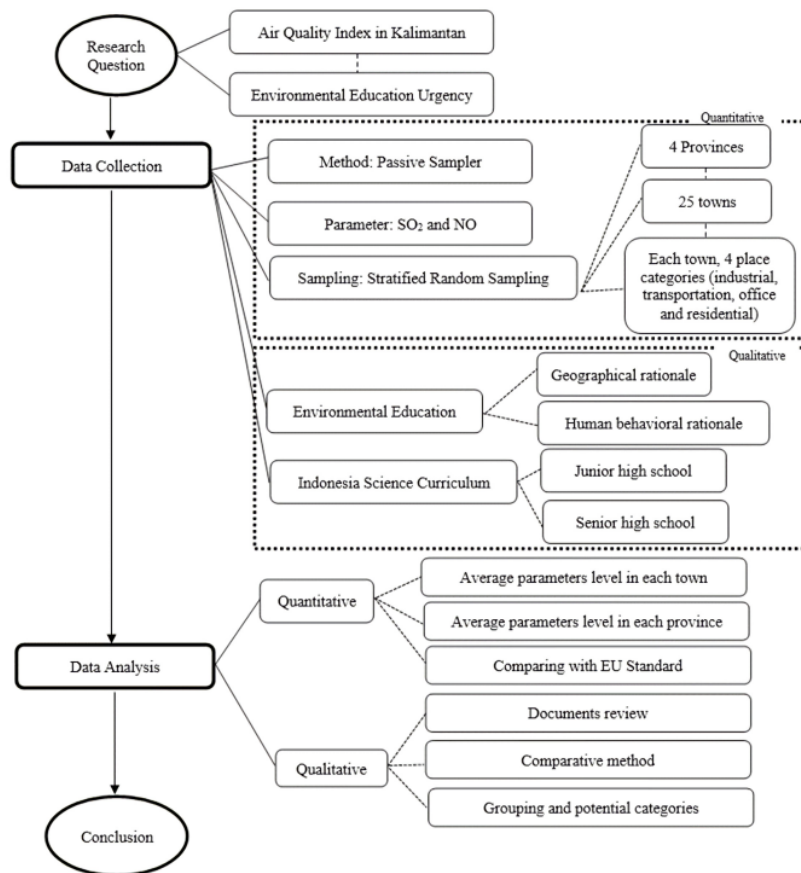 Research
Question
Air Quality Index in Kalimantan
Environmental Education Urgency
Data Collection
Quantitative
Method: Passive Sampler
Parameter: SO₂ and NO
Sampling: Stratified Random Sampling
4 Provinces
25 towns
Each town, 4 place
categories (industrial,
transportation, office
and residential)
Qualitative
Environmental Education
Geographical rationale
Human behavioral rationale
Indonesia Science Curriculum
Junior high school
Senior high school
Data Analysis
Quantitative
Average parameters level in each town
Average parameters level in each province
Comparing with EU Standard
Qualitative
Documents review
Comparative method
Grouping and potential categories
Conclusion